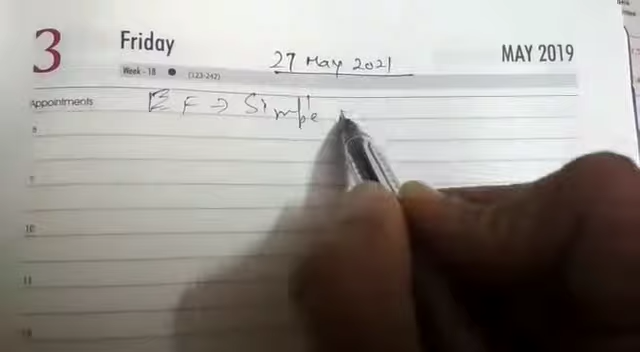 3 Friday MAY 2019
27 May 2021
Week - 18 ● (123-242)
Appointments
EF → Simple
9
10
11